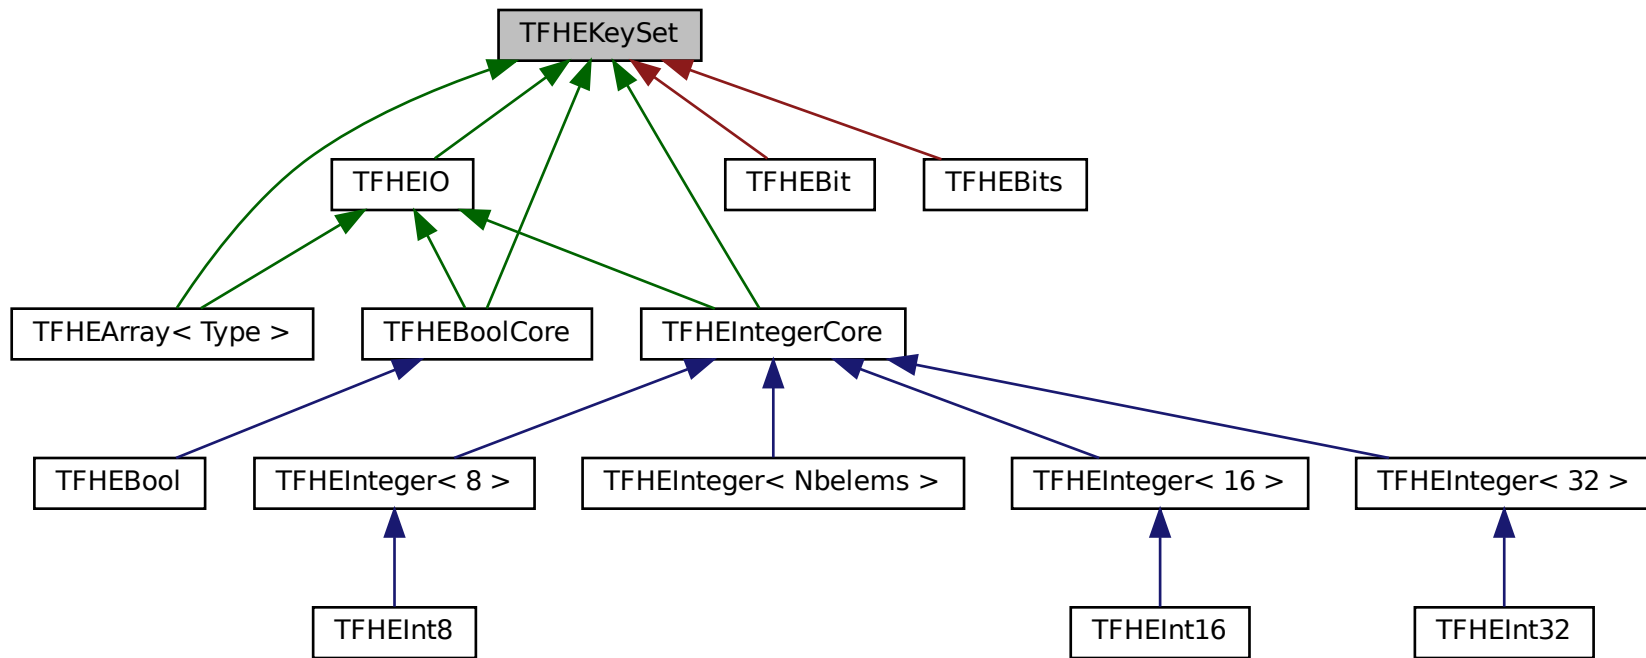 TFHEKeySet
TFHEIO
TFHEBit
TFHEBits
TFHEArray< Type >
TFHEBoolCore
TFHEIntegerCore
TFHEBool
TFHEInteger< 8 >
TFHEInteger< Nbelems >
TFHEInteger< 16 >
TFHEInteger< 32 >
TFHEInt8
TFHEInt16
TFHEInt32